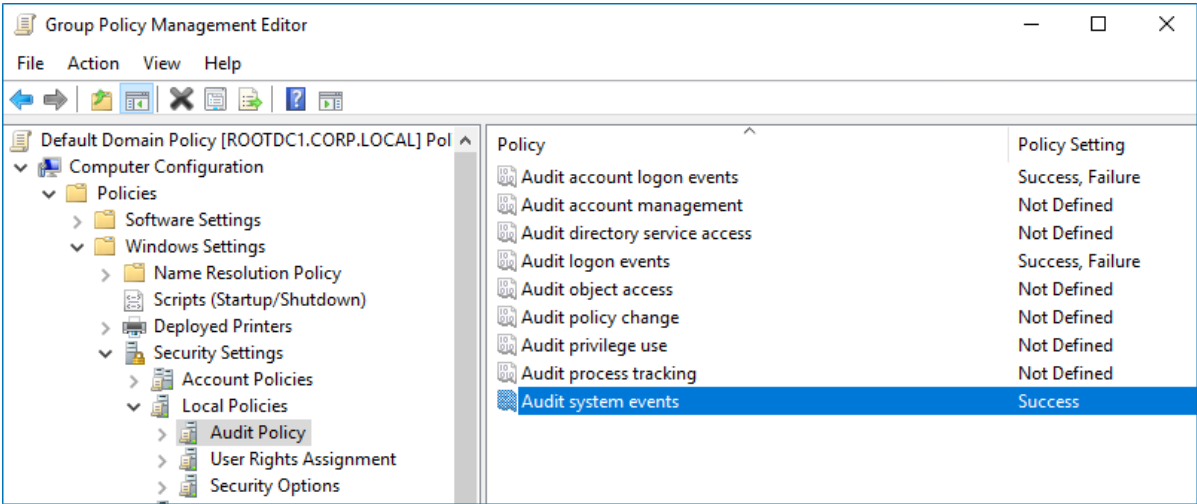 Group Policy Management Editor
File Action View Help
Default Domain Policy [ROOTDC1.CORP.LOCAL] Pol
Computer Configuration
Policies
Software Settings
Windows Settings
Name Resolution Policy
Scripts (Startup/Shutdown)
Deployed Printers
Security Settings
Account Policies
Local Policies
Audit Policy
User Rights Assignment
Security Options
Policy Policy Setting
Audit account logon events Success, Failure
Audit account management Not Defined
Audit directory service access Not Defined
Audit logon events Success, Failure
Audit object access Not Defined
Audit policy change Not Defined
Audit privilege use Not Defined
Audit process tracking Not Defined
Audit system events Success